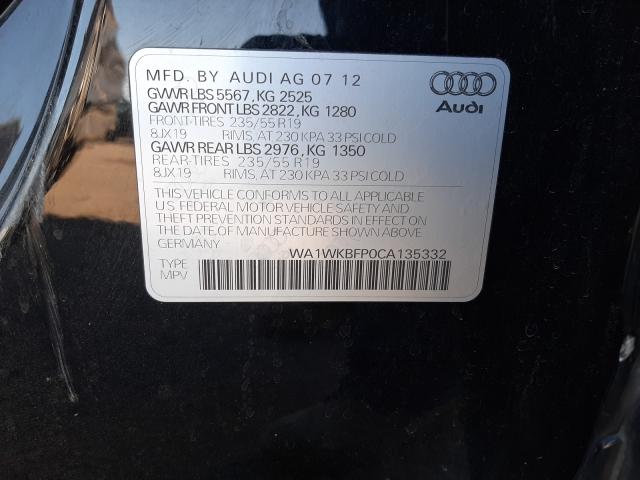 MFD. BY AUDI AG 07 12
GVWR LBS 5567, KG 2525
GAWR FRONT LBS 2822, KG 1280
FRONT-TIRES 235/55 R19
8JX19 RIMS, AT 230 KPA 33 PSI COLD
GAWR REAR LBS 2976, KG 1350
REAR-TIRES 235/55 R19
8JX19 RIMS, AT 230 KPA 33 PSI COLD
THIS VEHICLE CONFORMS TO ALL APPLICABLE
U.S. FEDERAL MOTOR VEHICLE SAFETY AND
THEFT PREVENTION STANDARDS IN EFFECT ON
THE DATE OF MANUFACTURE SHOWN ABOVE.
WA1WKBFP0CA135332
TYPE
MPV
Audi